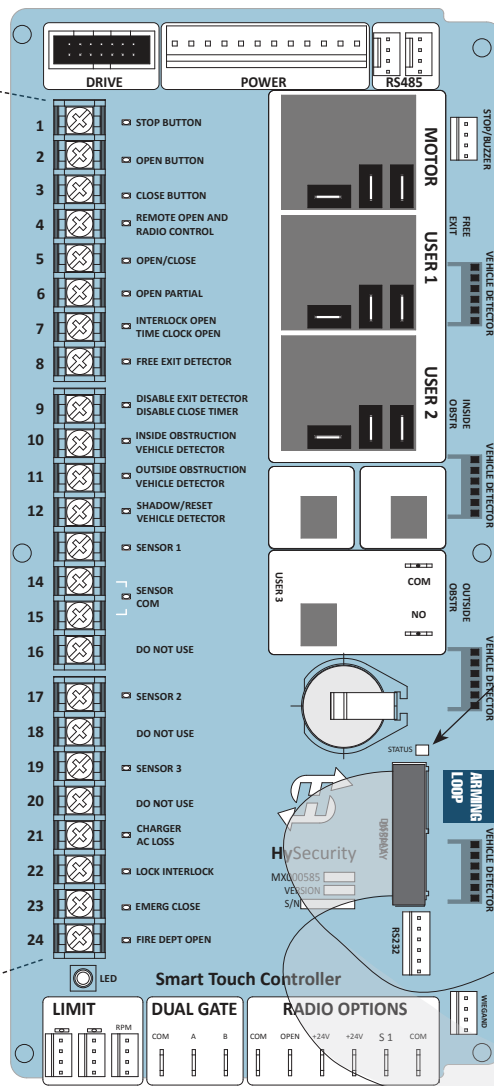 DRIVE
POWER
RS485
1 STOP BUTTON
2 OPEN BUTTON
3 CLOSE BUTTON
4 REMOTE OPEN AND
RADIO CONTROL
5 OPEN/CLOSE
6 OPEN PARTIAL
7 INTERLOCK OPEN
TIME CLOCK OPEN
8 FREE EXIT DETECTOR
9 DISABLE EXIT DETECTOR
DISABLE CLOSE TIMER
10 INSIDE OBSTRUCTION
VEHICLE DETECTOR
11 OUTSIDE OBSTRUCTION
VEHICLE DETECTOR
12 SHADOW/RESET
VEHICLE DETECTOR
SENSOR 1
14
SENSOR
COM
15
16 DO NOT USE
17 SENSOR 2
18 DO NOT USE
19 SENSOR 3
20 DO NOT USE
21 CHARGER
AC LOSS
22 LOCK INTERLOCK
23 EMERG CLOSE
24 FIRE DEPT OPEN
LED
MOTOR
USER 1
USER 2
USER 3
COM
NO
STOP/BUZZER
FREE
EXIT
VEHICLE DETECTOR
INSIDE
OBSTR
VEHICLE DETECTOR
OUTSIDE
OBSTR
VEHICLE DETECTOR
STATUS
ARMING
LOOP
VEHICLE DETECTOR
HySecurity
MX000585
VERSION
S/N
RS232
WIEGAND
Smart Touch Controller
LIMIT
RPM
DUAL GATE
COM A B
RADIO OPTIONS
COM OPEN +24V +24V S 1 COM